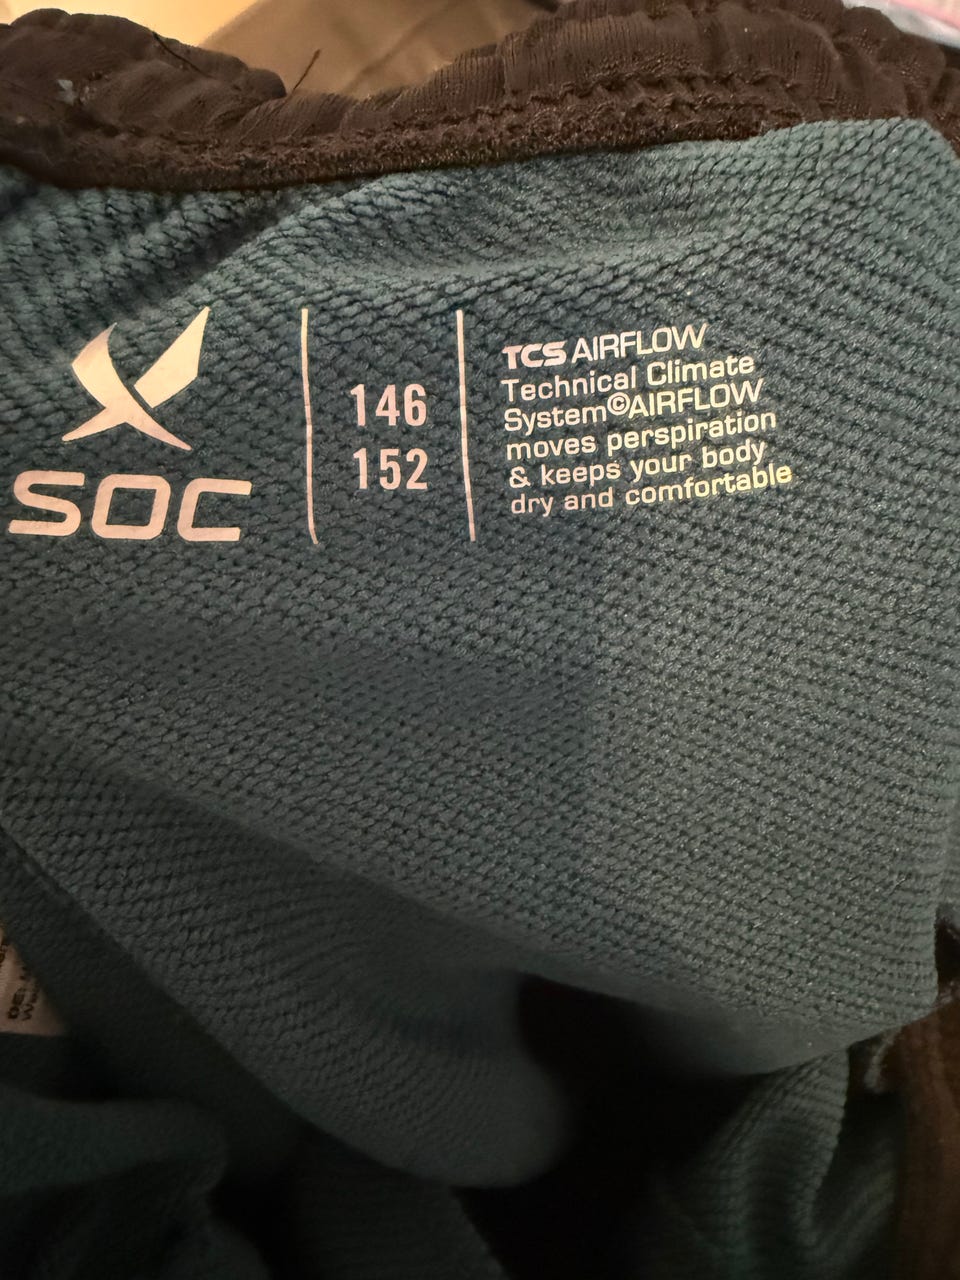 SOC
146
152
TCS AIRFLOW
Technical Climate
System©AIRFLOW
moves perspiration
& keeps your body
dry and comfortable